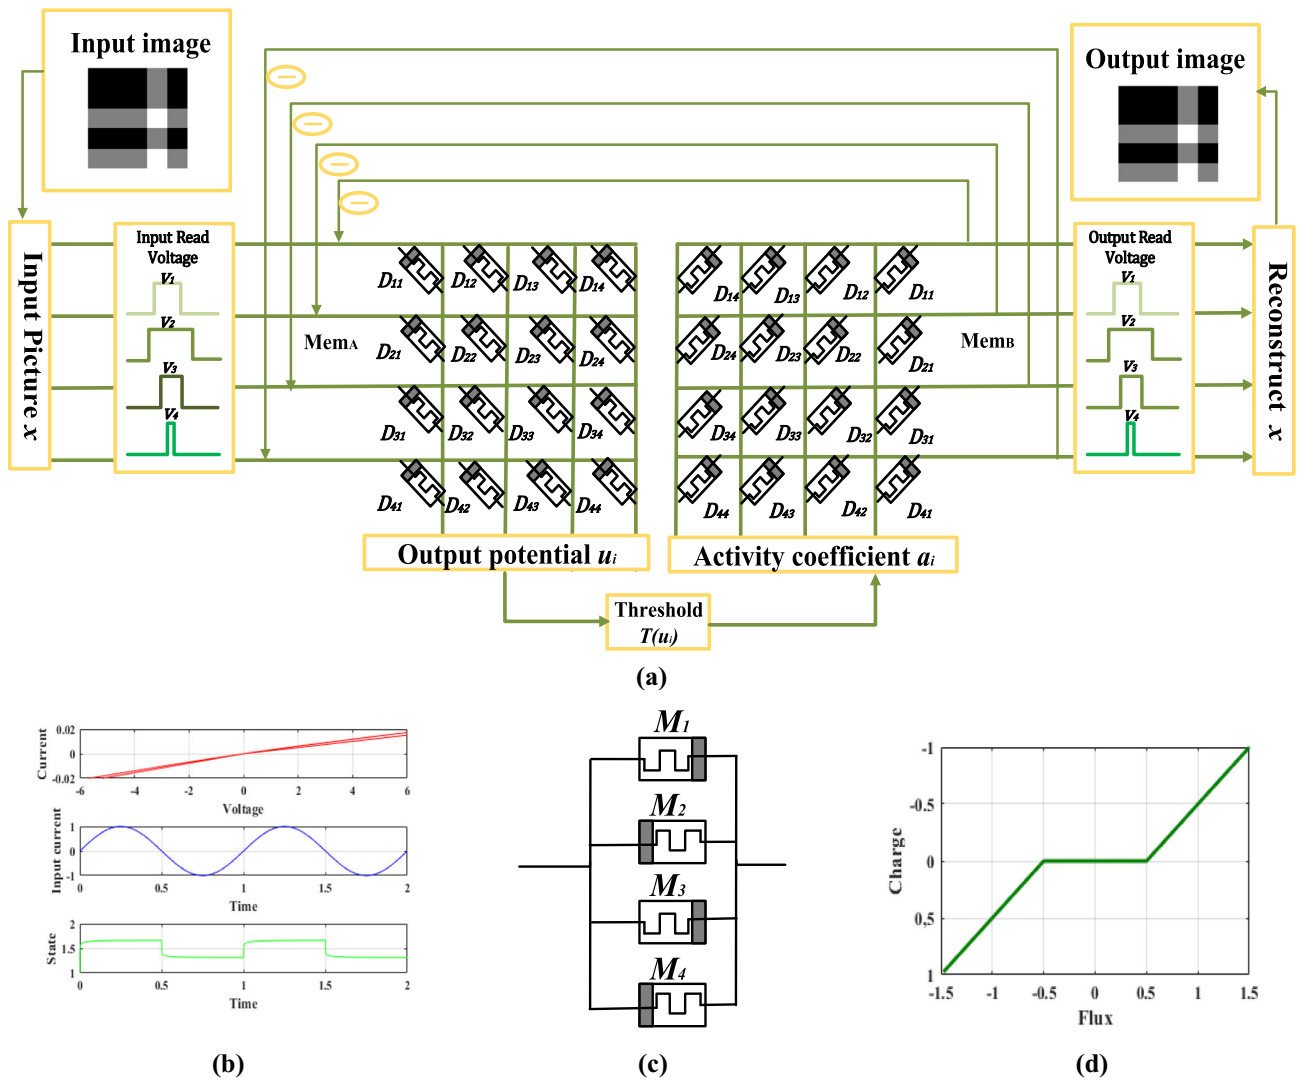 Input image
Output image
Input Picture x
Input Read
Voltage
V1
V2
V3
V4
MemA
D11 D12 D13 D14
D21 D22 D23 D24
D31 D32 D33 D34
D41 D42 D43 D44
D14 D13 D12 D11
D24 D23 D22 D21
D34 D33 D32 D31
D44 D43 D42 D41
MemB
Output Read
Voltage
V1
V2
V3
V4
Reconstruct x
Output potential ui
Activity coefficient ai
Threshold
T(ui)
(a)
Current
0.02
0
-0.02
-6 -4 -2 0 2 4 6
Voltage
Input current
1
0
-1
0 0.5 1 1.5 2
Time
State
2
1.5
1
0 0.5 1 1.5 2
Time
(b)
M1
M2
M3
M4
(c)
Charge
-1
-0.5
0
0,5
1
-1.5 -1 -0.5 0 0.5 1 1.5
Flux
(d)